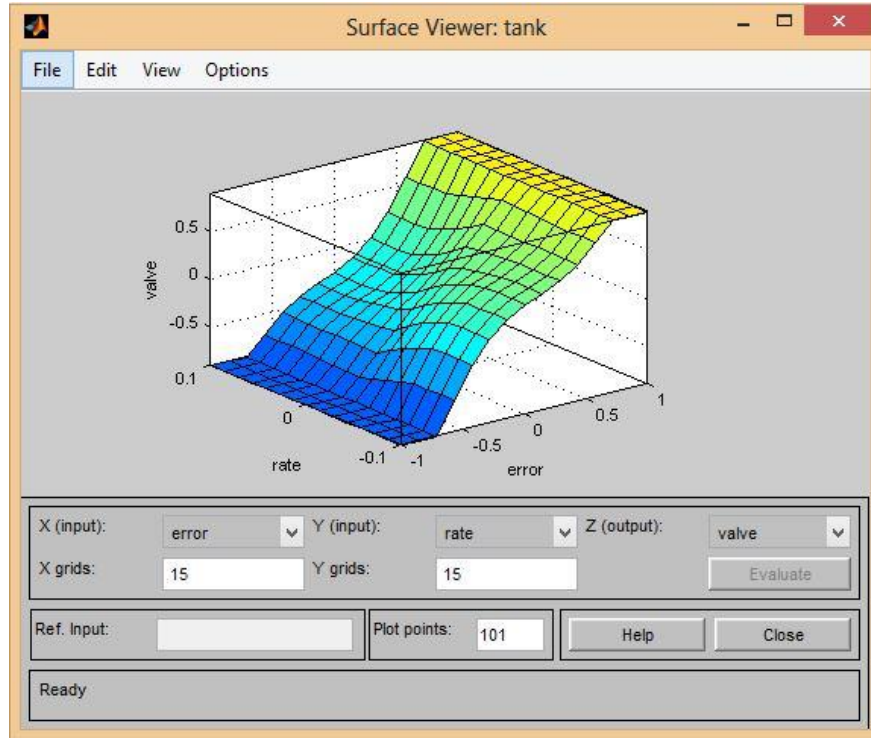 Surface Viewer: tank
File Edit View Options
0.5
0
-0.5
valve
0.1
0
-0.1
rate
-1
-0.5
0
0.5
1
error
X (input): error Y (input): rate Z (output): valve
X grids: 15 Y grids: 15 Evaluate
Ref. Input: Plot points: 101 Help Close
Ready